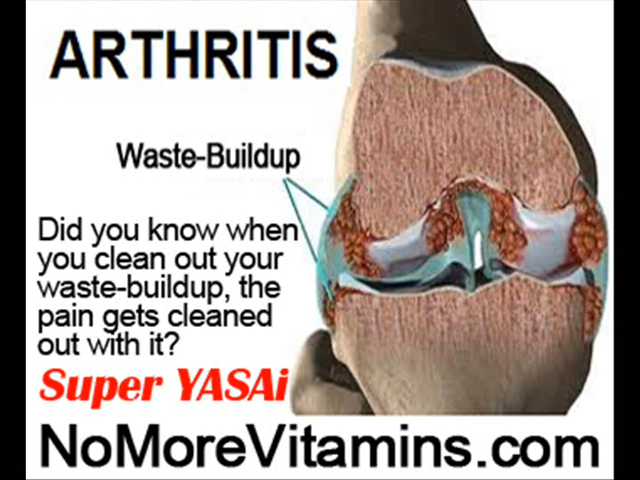 ARTHRITIS
Waste-Buildup
Did you know when
you clean out your
waste-buildup, the
pain gets cleaned
out with it?
Super YASAi
NoMoreVitamins.com